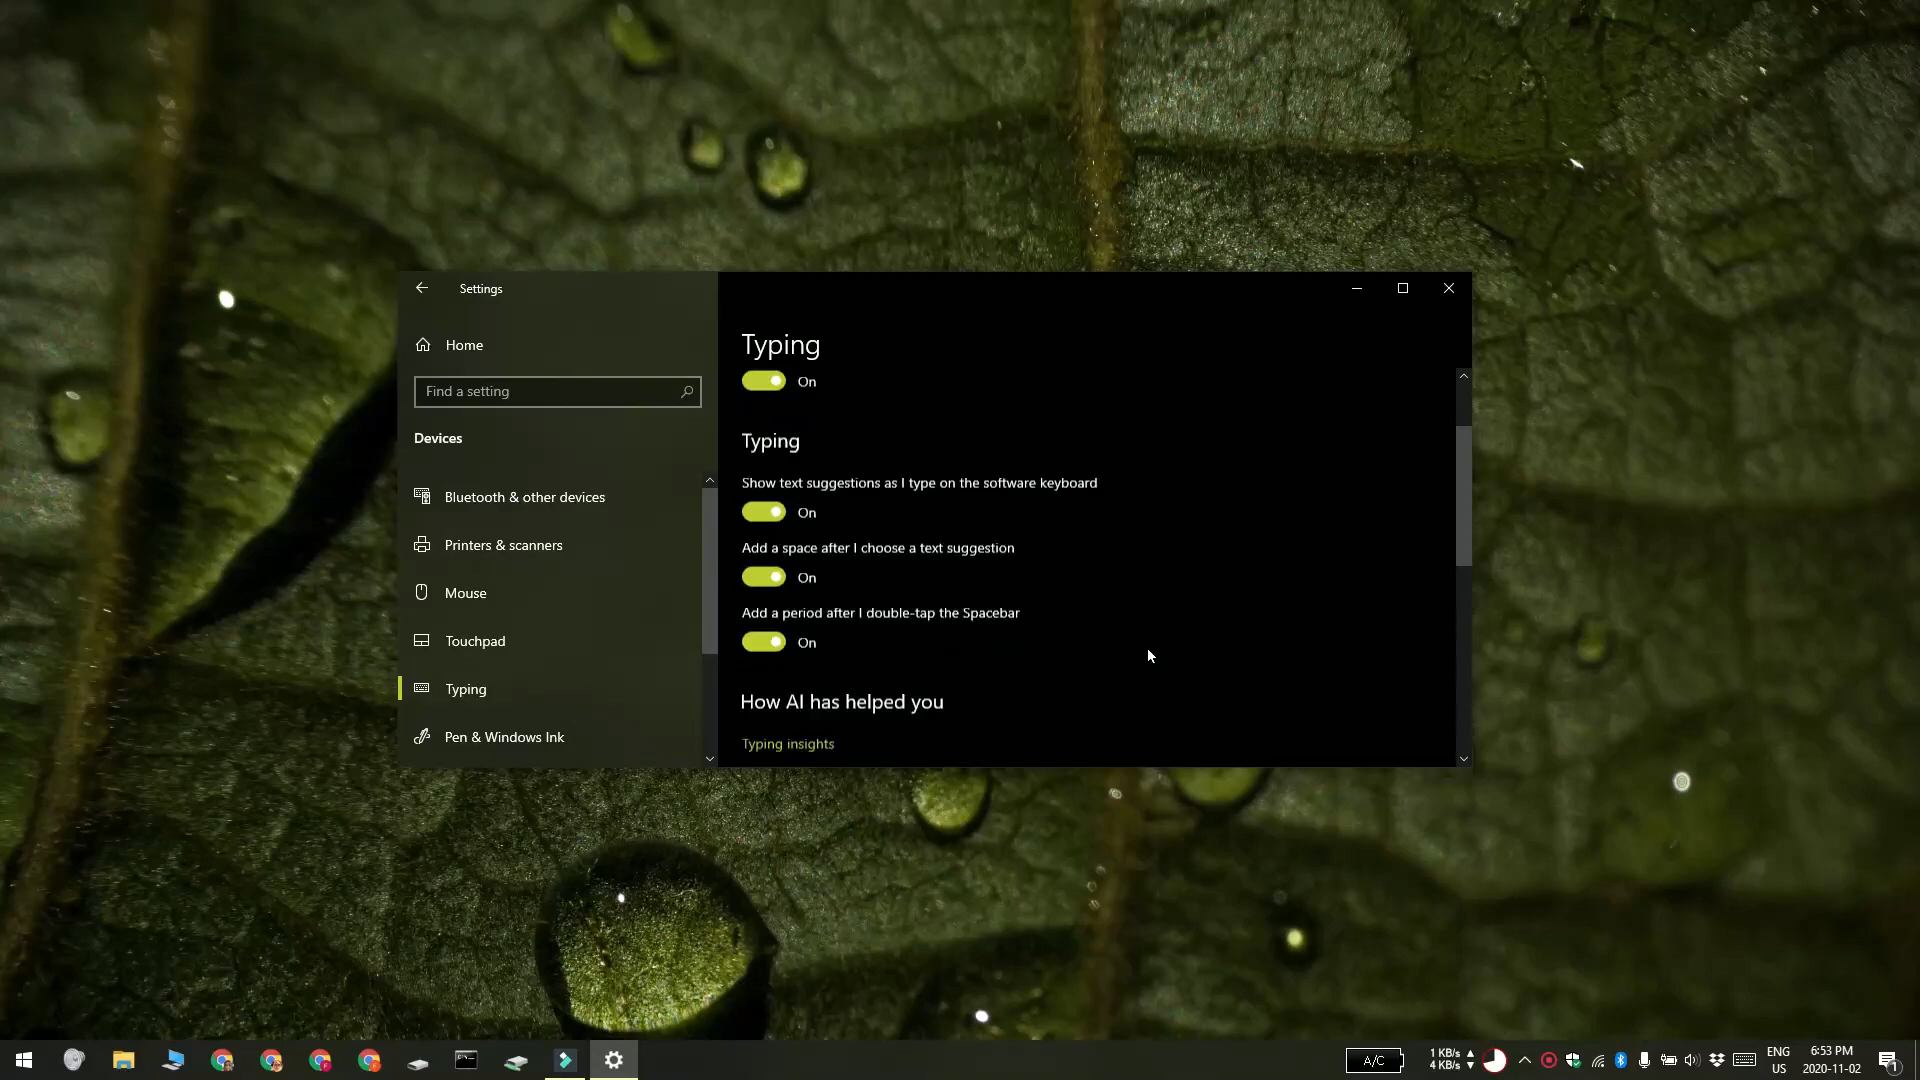 Settings
Home
Find a setting
Devices
Bluetooth & other devices
Printers & scanners
Mouse
Touchpad
Typing
Pen & Windows Ink
Typing
On
Typing
Show text suggestions as I type on the software keyboard
On
Add a space after I choose a text suggestion
On
Add a period after I double-tap the Spacebar
On
How AI has helped you
Typing insights
A/C
1 KB/s
4 KB/s
ENG
US
6:53 PM
2020-11-02
1